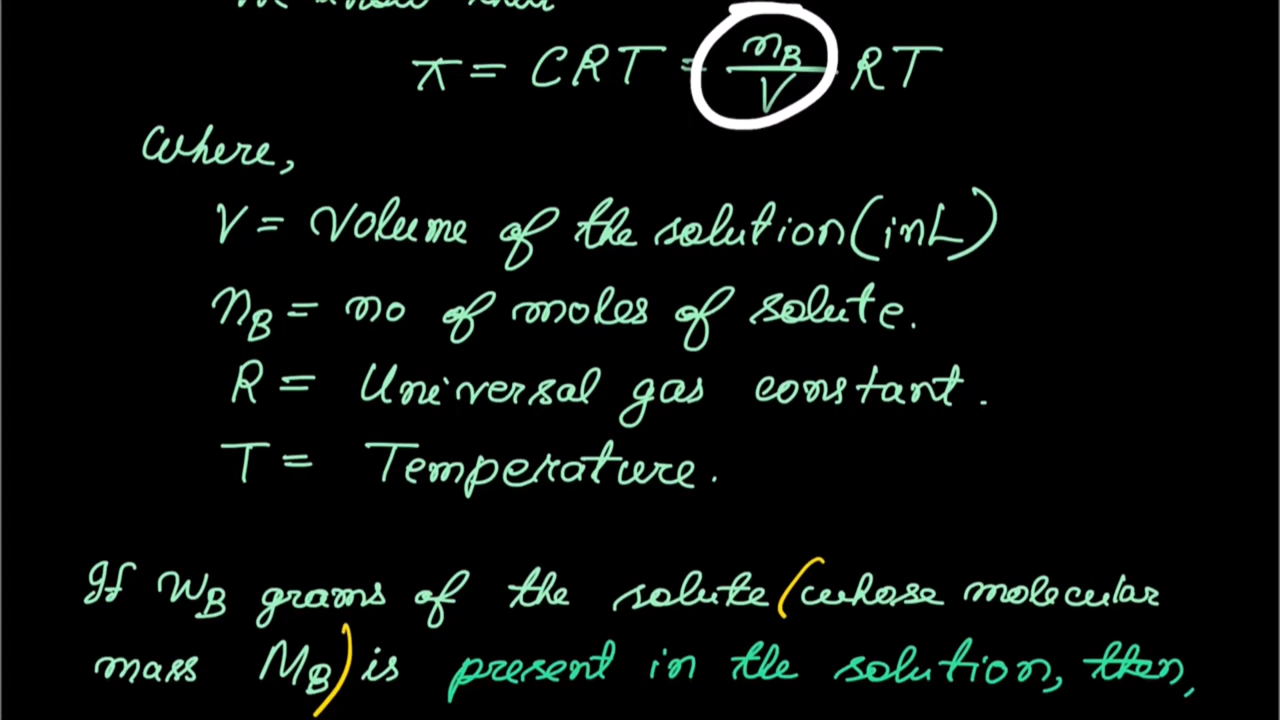 π = CRT = n_B/V RT
Where,
V = Volume of the solution (in L)
n_B = no of moles of solute.
R = Universal gas constant.
T = Temperature.
If W_B grams of the solute (whose molecular
mass M_B) is present in the solution, then,